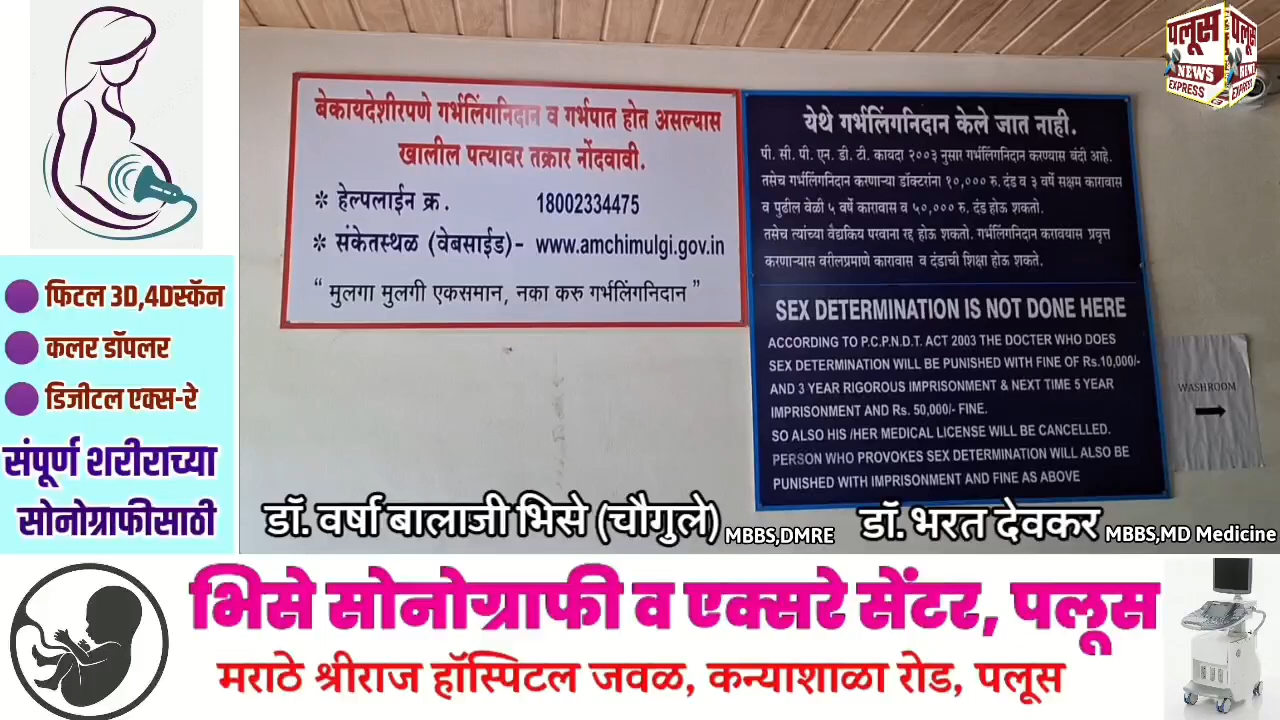 पलूस
NEWS
EXPRESS
पलूस
NEWS
EXPRESS
बेकायदेशीरपणे गर्भलिंगनिदान व गर्भपात होत असल्यास
खालील पत्यावर तक्रार नोंदवावी.
* हेल्पलाईन क्र. 18002334475
* संकेतस्थळ (वेबसाईड)- www.amchimulgi.gov.in
“ मुलगा मुलगी एकसमान, नका करु गर्भलिंगनिदान ”
येथे गर्भलिंगनिदान केले जात नाही.
पी. सी. पी. एन. डी. टी. कायदा २००३ नुसार गर्भलिंगनिदान करण्यास बंदी आहे.
तसेच गर्भलिंगनिदान करणाऱ्या डॉक्टरांना १०,००० रु. दंड व ३ वर्षे सक्षम कारावास
व पुढील वेळी ५ वर्षे कारावास व ५०,००० रु. दंड होऊ शकतो.
तसेच त्यांच्या वैद्यकिय परवाना रद्द होऊ शकतो. गर्भलिंगनिदान करावयास प्रवृत्त
करणाऱ्यास वरीलप्रमाणे कारावास व दंडाची शिक्षा होऊ शकते.
SEX DETERMINATION IS NOT DONE HERE
ACCORDING TO P.C.P.N.D.T. ACT 2003 THE DOCTER WHO DOES
SEX DETERMINATION WILL BE PUNISHED WITH FINE OF Rs.10,000/-
AND 3 YEAR RIGOROUS IMPRISONMENT & NEXT TIME 5 YEAR
IMPRISONMENT AND Rs. 50,000/- FINE.
SO ALSO HIS /HER MEDICAL LICENSE WILL BE CANCELLED.
PERSON WHO PROVOKES SEX DETERMINATION WILL ALSO BE
PUNISHED WITH IMPRISONMENT AND FINE AS ABOVE
WASHROOM
फिटल 3D,4Dस्कॅन
कलर डॉपलर
डिजीटल एक्स-रे
संपूर्ण शरीराच्या
सोनोग्राफीसाठी
डॉ. वर्षा बालाजी भिसे (चौगुले) MBBS,DMRE
डॉ. भरत देवकर MBBS,MD Medicine
भिसे सोनोग्राफी व एक्सरे सेंटर, पलूस
मराठे श्रीराज हॉस्पिटल जवळ, कन्याशाळा रोड, पलूस